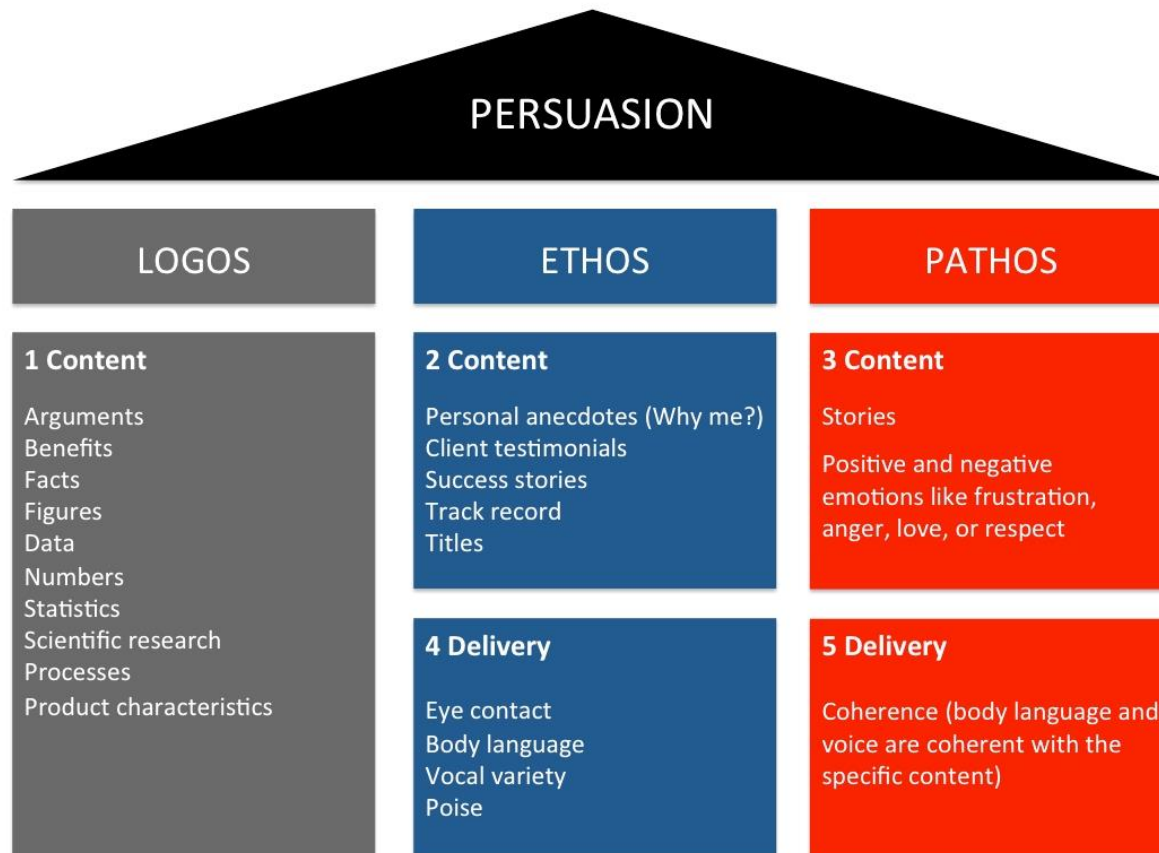 PERSUASION
LOGOS
ETHOS
PATHOS
1 Content
Arguments
Benefits
Facts
Figures
Data
Numbers
Statistics
Scientific research
Processes
Product characteristics
2 Content
Personal anecdotes (Why me?)
Client testimonials
Success stories
Track record
Titles
3 Content
Stories
Positive and negative
emotions like frustration,
anger, love, or respect
4 Delivery
Eye contact
Body language
Vocal variety
Poise
5 Delivery
Coherence (body language and
voice are coherent with the
specific content)